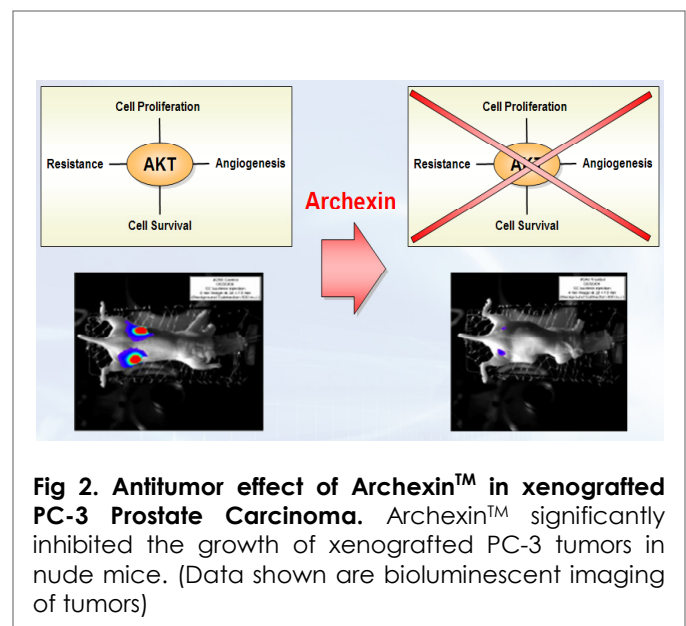 Cell Proliferation
Resistance
AKT
Angiogenesis
Cell Survival
Archexin
Cell Proliferation
Resistance
AKT
Angiogenesis
Cell Survival
Fig 2. Antitumor effect of Archexin™ in xenografted
PC-3 Prostate Carcinoma. Archexin™ significantly
inhibited the growth of xenografted PC-3 tumors in
nude mice. (Data shown are bioluminescent imaging
of tumors)